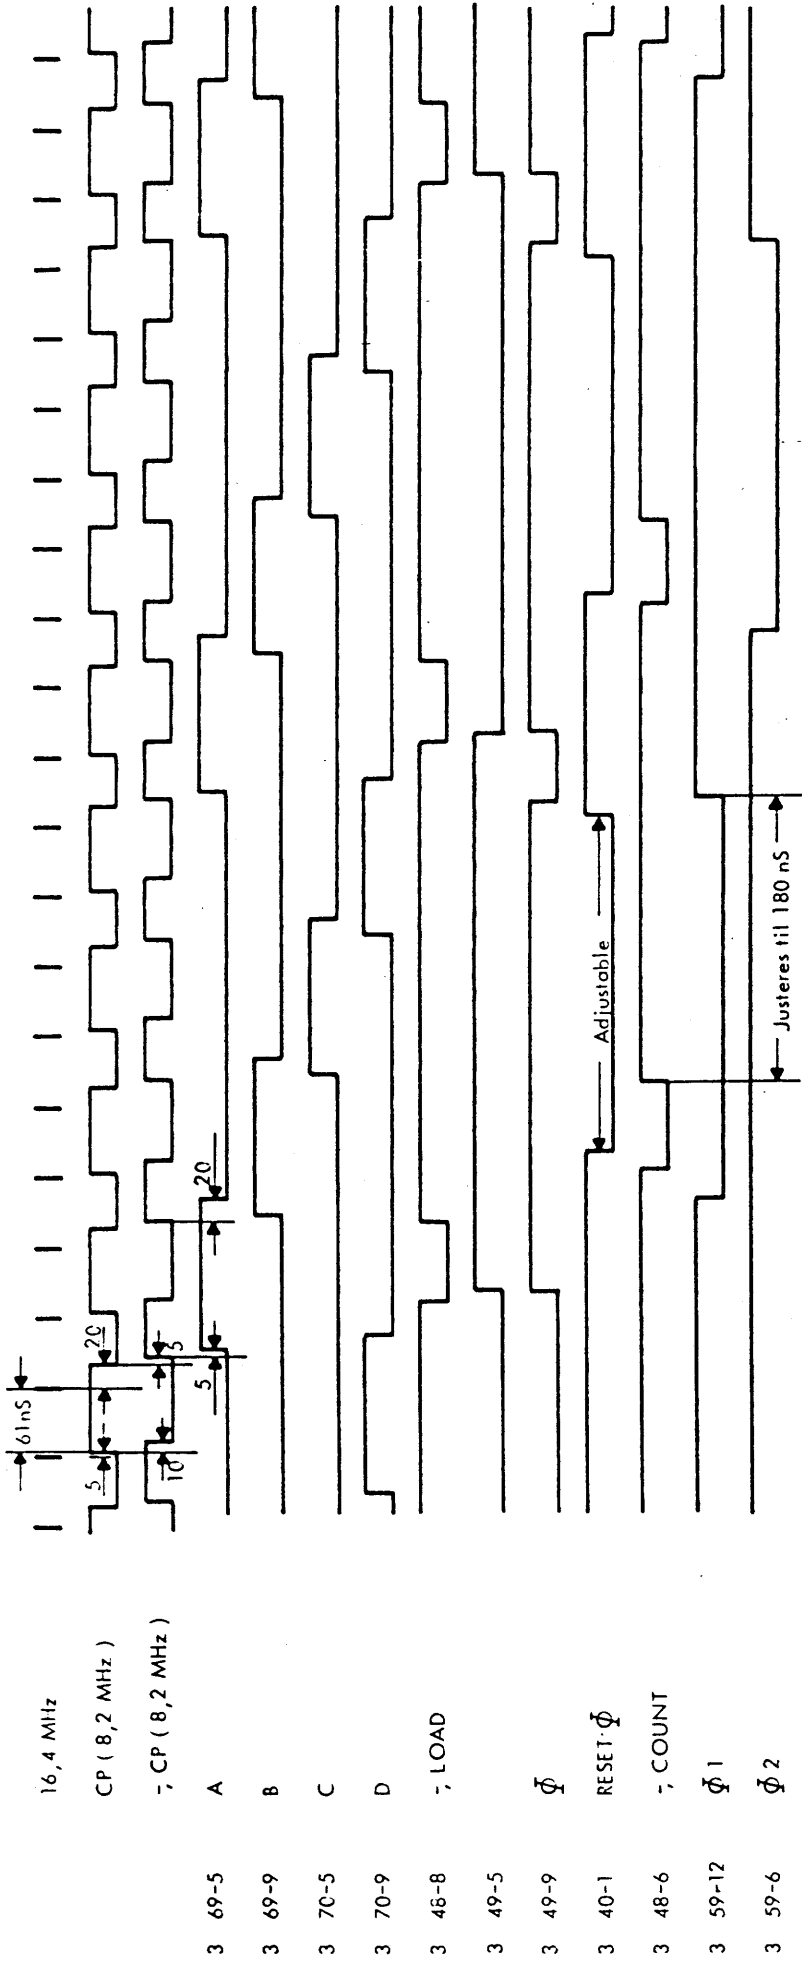 16,4 MHz
CP ( 8,2 MHz )
-, CP ( 8,2 MHz )
3 69-5 A
3 69-9 B
3 70-5 C
3 70-9 D
3 48-8 -, LOAD
3 49-5
3 49-9 Φ
3 40-1 RESET·Φ
3 48-6 -, COUNT
3 59-12 Φ 1
3 59-6 Φ 2
61nS
5
20
10
5
5
20
Adjustable
Justeres til 180 nS